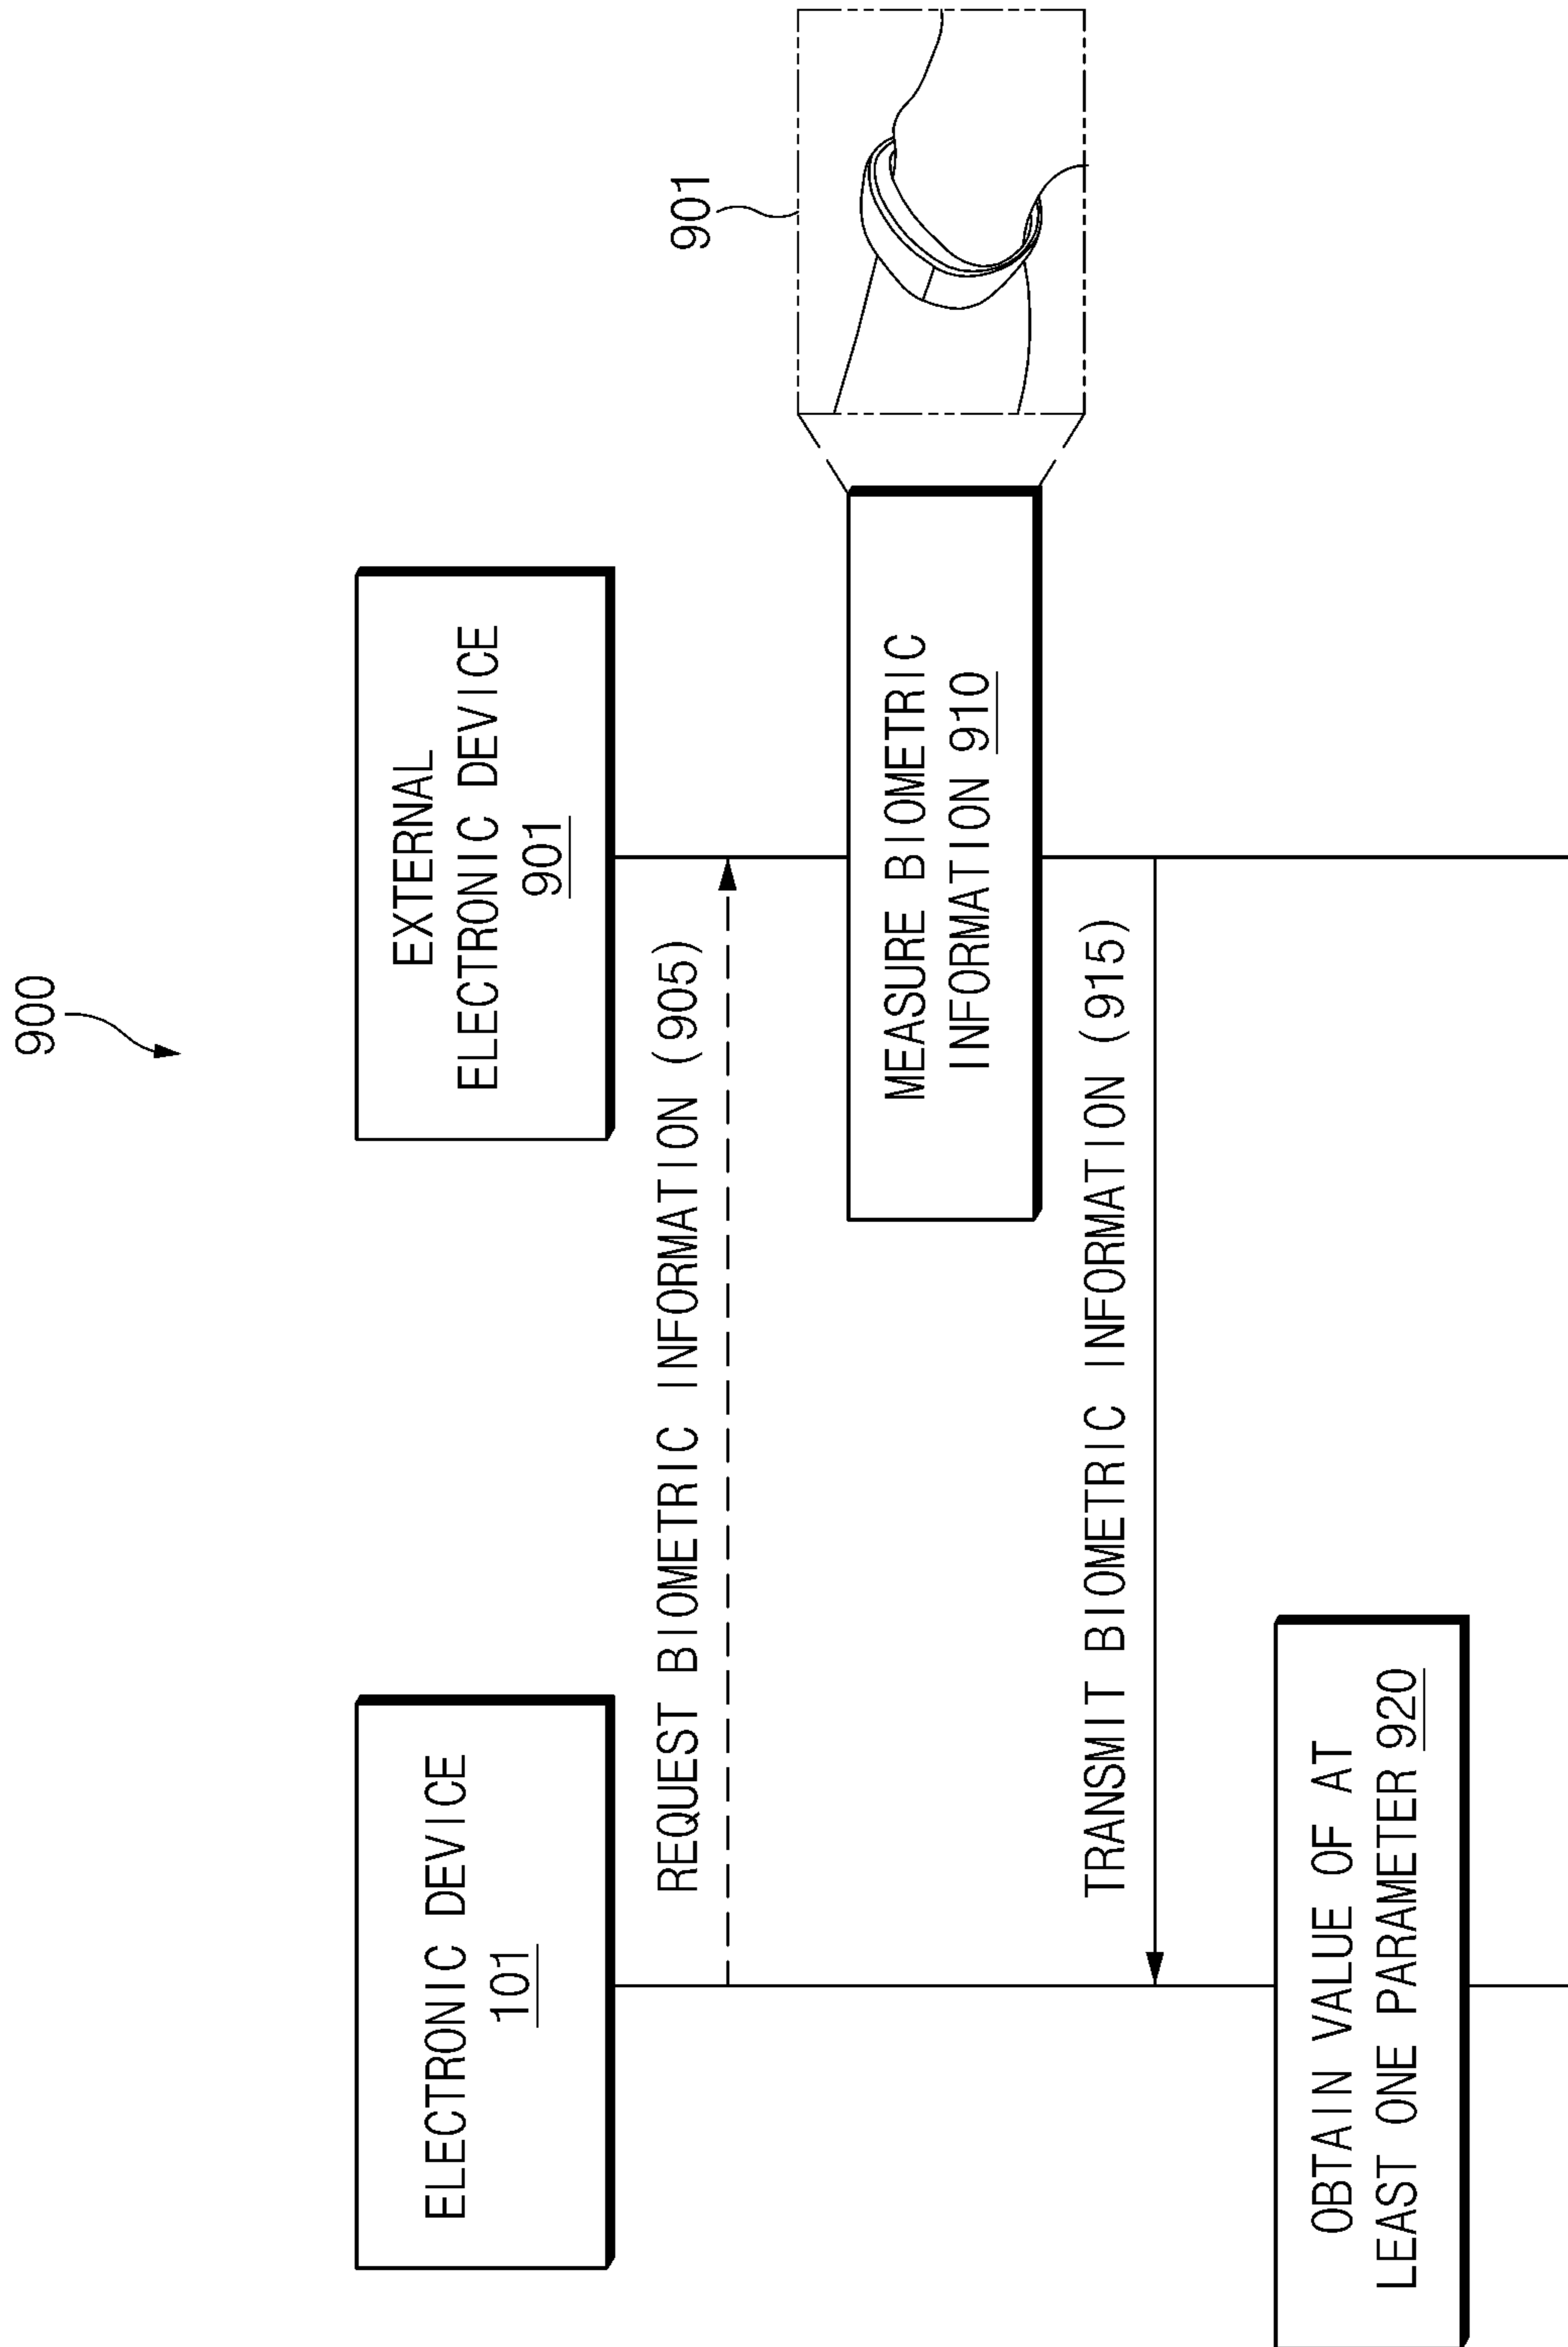 900
ELECTRONIC DEVICE
101
EXTERNAL
ELECTRONIC DEVICE
901
REQUEST BIOMETRIC INFORMATION (905)
901
MEASURE BIOMETRIC
INFORMATION 910
TRANSMIT BIOMETRIC INFORMATION (915)
OBTAIN VALUE OF AT
LEAST ONE PARAMETER 920